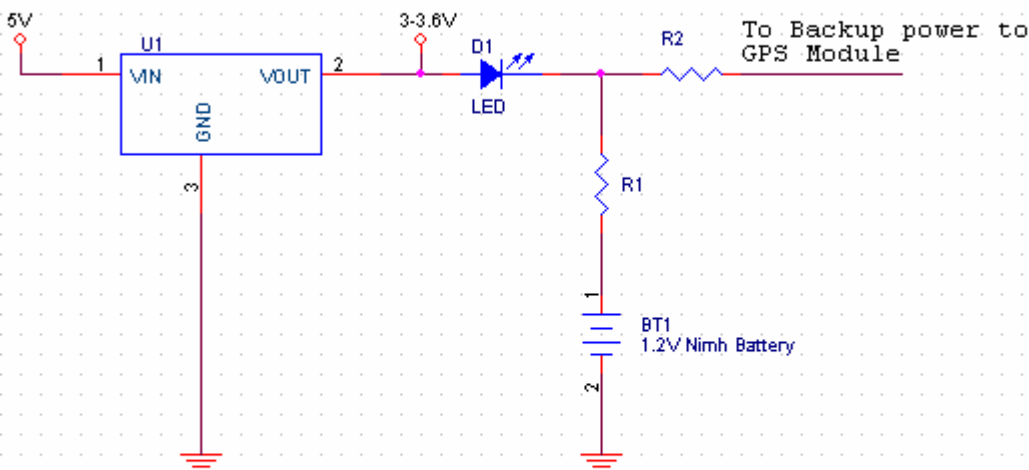 5V
3-3.6V
To Backup power to
GPS Module
U1
D1
R2
1
VIN
VOUT
2
LED
GND
3
R1
1
BT1
1.2V Nimh Battery
2